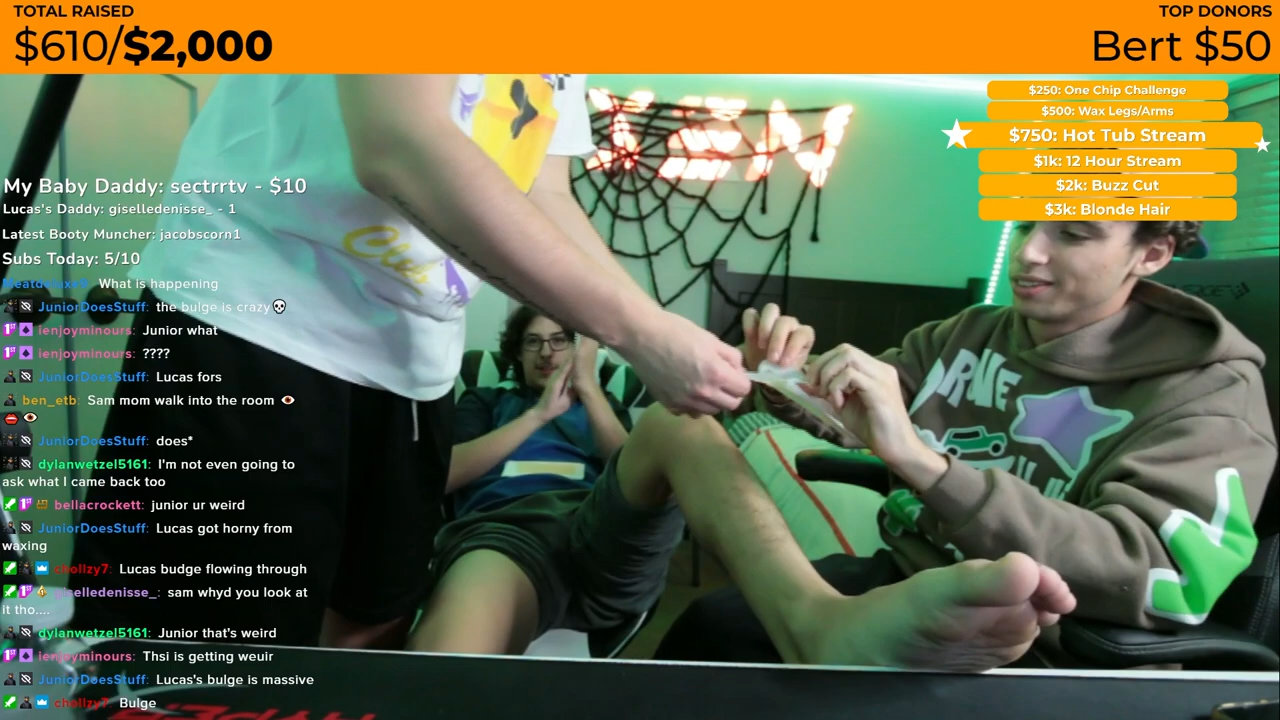 TOTAL RAISED
$610/$2,000
TOP DONORS
Bert $50
$250: One Chip Challenge
$500: Wax Legs/Arms
$750: Hot Tub Stream
$1k: 12 Hour Stream
$2k: Buzz Cut
$3k: Blonde Hair
My Baby Daddy: sectrrtv - $10
Lucas's Daddy: giselledenisse_ - 1
Latest Booty Muncher: jacobscorn1
Subs Today: 5/10
What is happening
JuniorDoesStuff: the bulge is crazy💀
ienjoyminours: Junior what
ienjoyminours: ????
JuniorDoesStuff: Lucas fors
ben_etb: Sam mom walk into the room 👁
👄 👁
JuniorDoesStuff: does*
dylanwetzel5161: I'm not even going to
ask what I came back too
bellacrockett: junior ur weird
JuniorDoesStuff: Lucas got horny from
waxing
chollzy7: Lucas budge flowing through
giselledenisse_: sam whyd you look at
it tho....
dylanwetzel5161: Junior that's weird
ienjoyminours: Thsi is getting weuir
JuniorDoesStuff: Lucas's bulge is massive
chollzy7: Bulge
Club